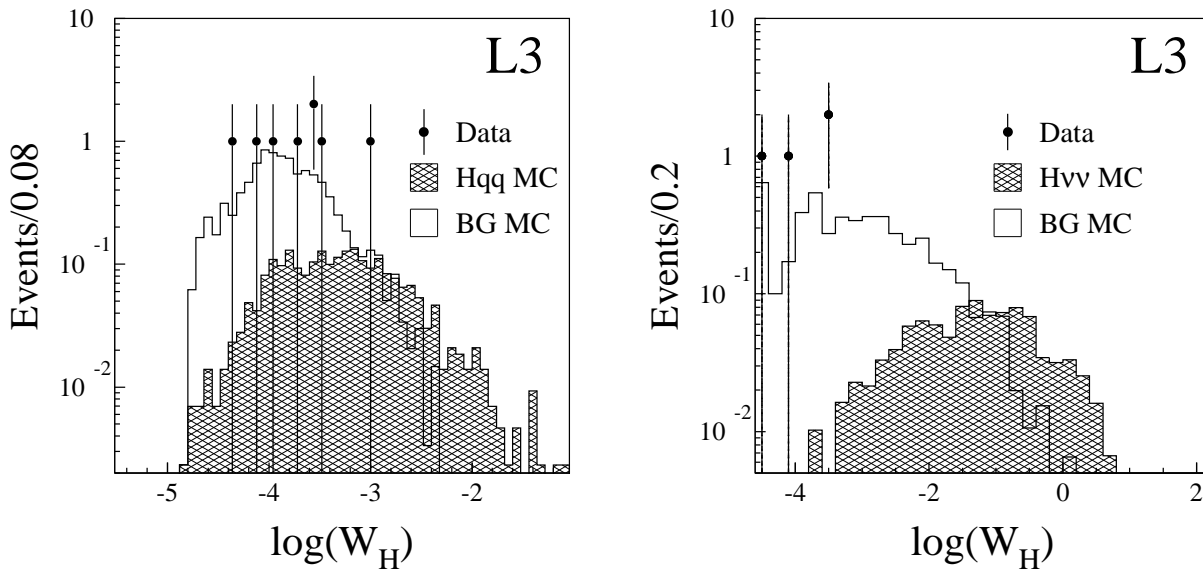 L3
Events/0.08
10
1
10⁻¹
10⁻²
Data
Hqq MC
BG MC
-5 -4 -3 -2
log(W_H)
L3
Events/0.2
10
1
10⁻¹
10⁻²
Data
Hνν MC
BG MC
-4 -2 0 2
log(W_H)